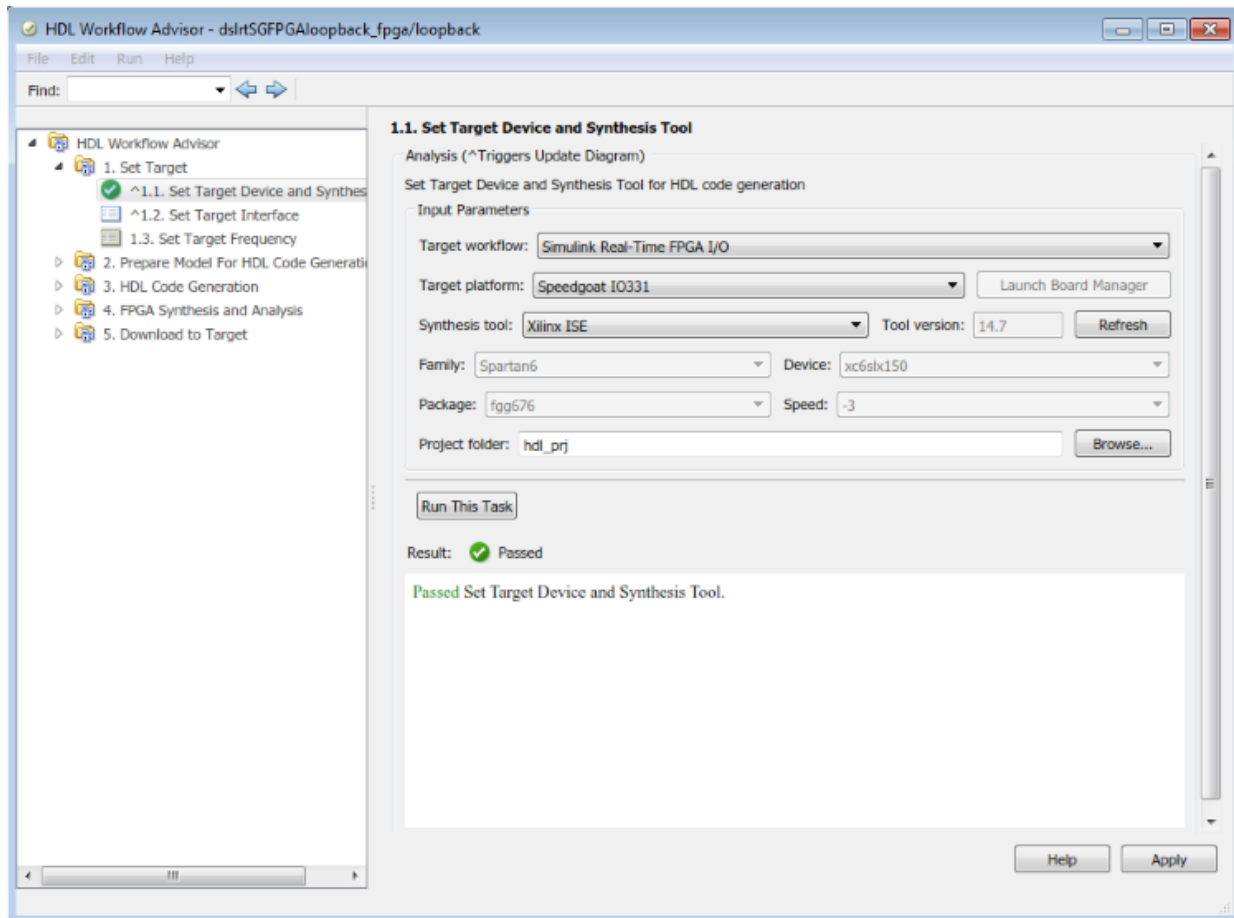 HDL Workflow Advisor - dslrtSGFPGAloopback_fpga/loopback
File Edit Run Help
Find:
HDL Workflow Advisor
1. Set Target
^1.1. Set Target Device and Synthes
^1.2. Set Target Interface
1.3. Set Target Frequency
2. Prepare Model For HDL Code Generati
3. HDL Code Generation
4. FPGA Synthesis and Analysis
5. Download to Target
1.1. Set Target Device and Synthesis Tool
Analysis (^Triggers Update Diagram)
Set Target Device and Synthesis Tool for HDL code generation
Input Parameters
Target workflow: Simulink Real-Time FPGA I/O
Target platform: Speedgoat IO331 Launch Board Manager
Synthesis tool: Xilinx ISE Tool version: 14.7 Refresh
Family: Spartan6 Device: xc6slx150
Package: fgg676 Speed: -3
Project folder: hdl_prj Browse...
Run This Task
Result: Passed
Passed Set Target Device and Synthesis Tool.
Help Apply